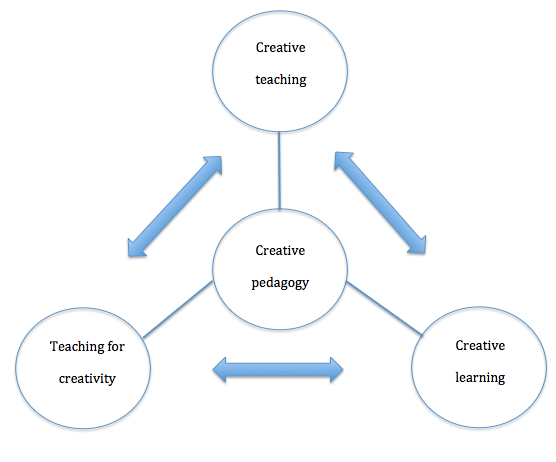 Creative
teaching
Creative
pedagogy
Teaching for
creativity
Creative
learning